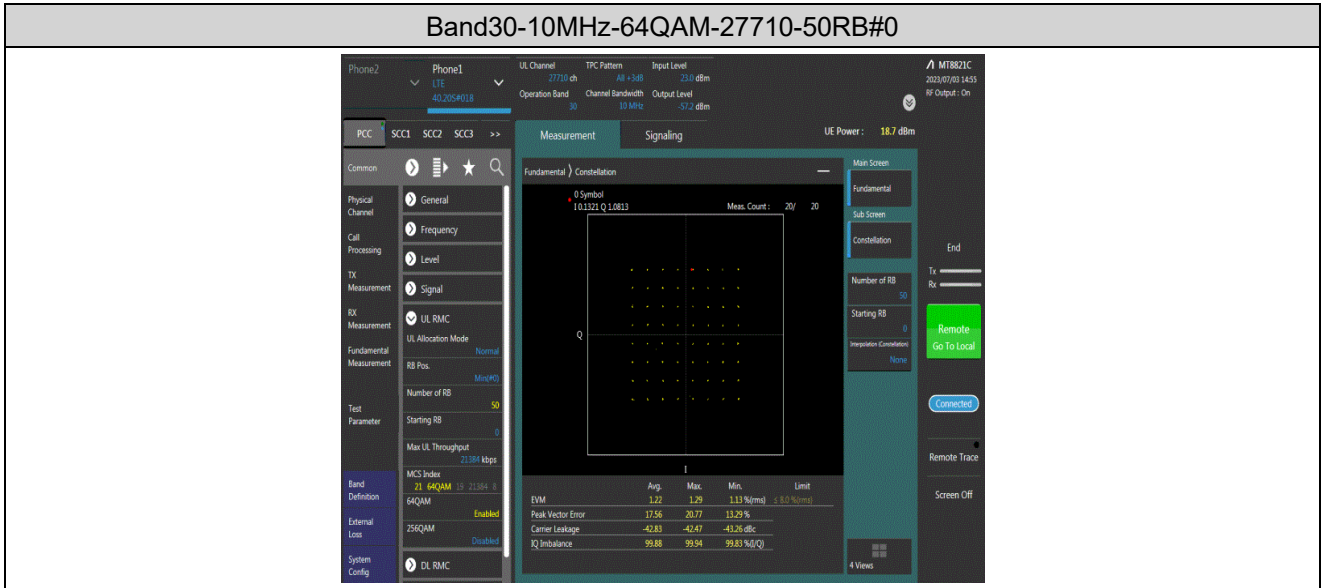 Band30-10MHz-64QAM-27710-50RB#0
Phone2
Phone1
LTE
40.20S#018
UL Channel TPC Pattern Input Level
27710 ch All +3dB 23.0 dBm
Operation Band Channel Bandwidth Output Level
30 10 MHz -57.2 dBm
MT8821C
2023/07/03 14:55
RF Output : On
PCC SCC1 SCC2 SCC3 >>
Measurement Signaling
UE Power : 18.7 dBm
Common
Physical
Channel
Call
Processing
TX
Measurement
RX
Measurement
Fundamental
Measurement
Test
Parameter
Band
Definition
External
Loss
System
Config
General
Frequency
Level
Signal
UL RMC
UL Allocation Mode
Normal
RB Pos.
Min(#0)
Number of RB
50
Starting RB
0
Max UL Throughput
21384 kbps
MCS Index
21 64QAM 19 21384 8
64QAM
Enabled
256QAM
Disabled
DL RMC
Fundamental 〉 Constellation
0 Symbol
I 0.1321 Q 1.0813 Meas. Count : 20/ 20
Q
I
Avg. Max. Min. Limit
EVM 1.22 1.29 1.13 %(rms) ≤ 8.0 %(rms)
Peak Vector Error 17.56 20.77 13.29 %
Carrier Leakage -42.83 -42.47 -43.26 dBc
IQ Imbalance 99.88 99.94 99.83 %(I/Q)
Main Screen
Fundamental
Sub Screen
Constellation
Number of RB
50
Starting RB
0
Interpolation (Constellation)
None
4 Views
End
Tx
Rx
Remote
Go To Local
Connected
Remote Trace
Screen Off